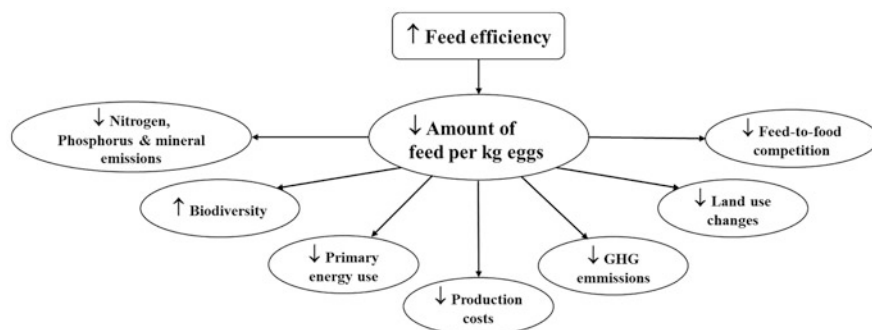 ↑ Feed efficiency
↓ Amount of
feed per kg eggs
↓ Nitrogen,
Phosphorus & mineral
emissions
↑ Biodiversity
↓ Primary
energy use
↓ Production
costs
↓ GHG
emmissions
↓ Land use
changes
↓ Feed-to-food
competition